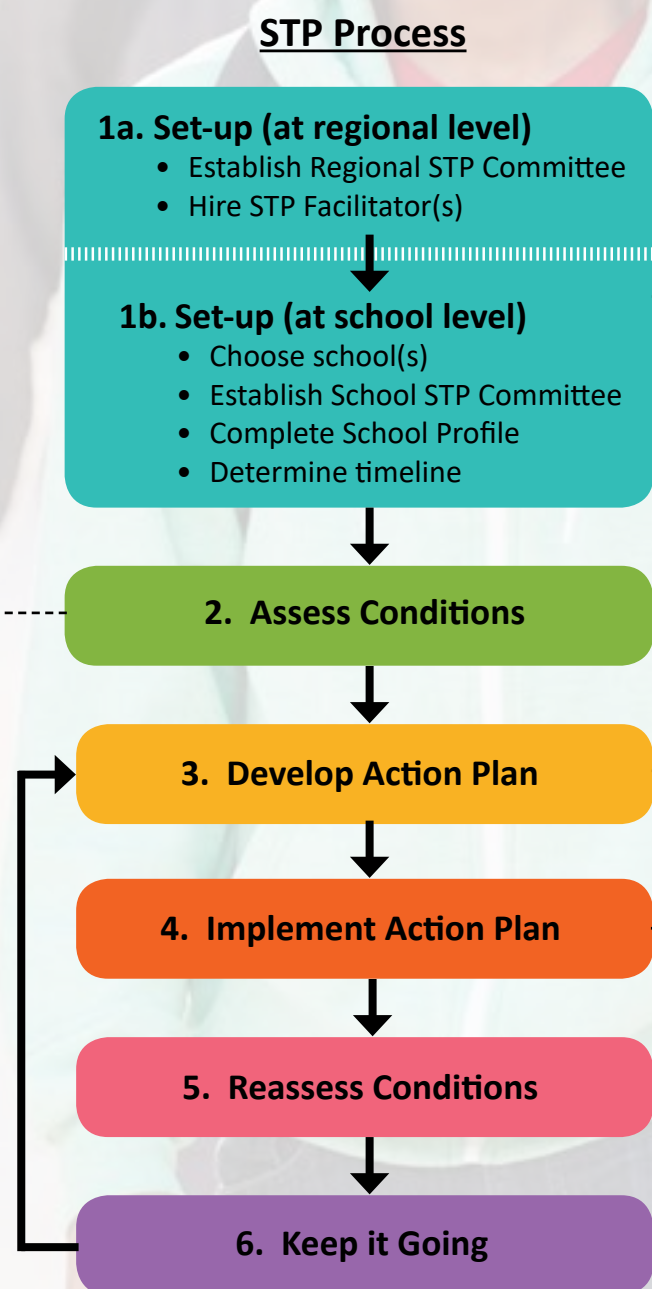 STP Process
1a. Set-up (at regional level)
• Establish Regional STP Committee
• Hire STP Facilitator(s)
1b. Set-up (at school level)
• Choose school(s)
• Establish School STP Committee
• Complete School Profile
• Determine timeline
2. Assess Conditions
3. Develop Action Plan
4. Implement Action Plan
5. Reassess Conditions
6. Keep it Going